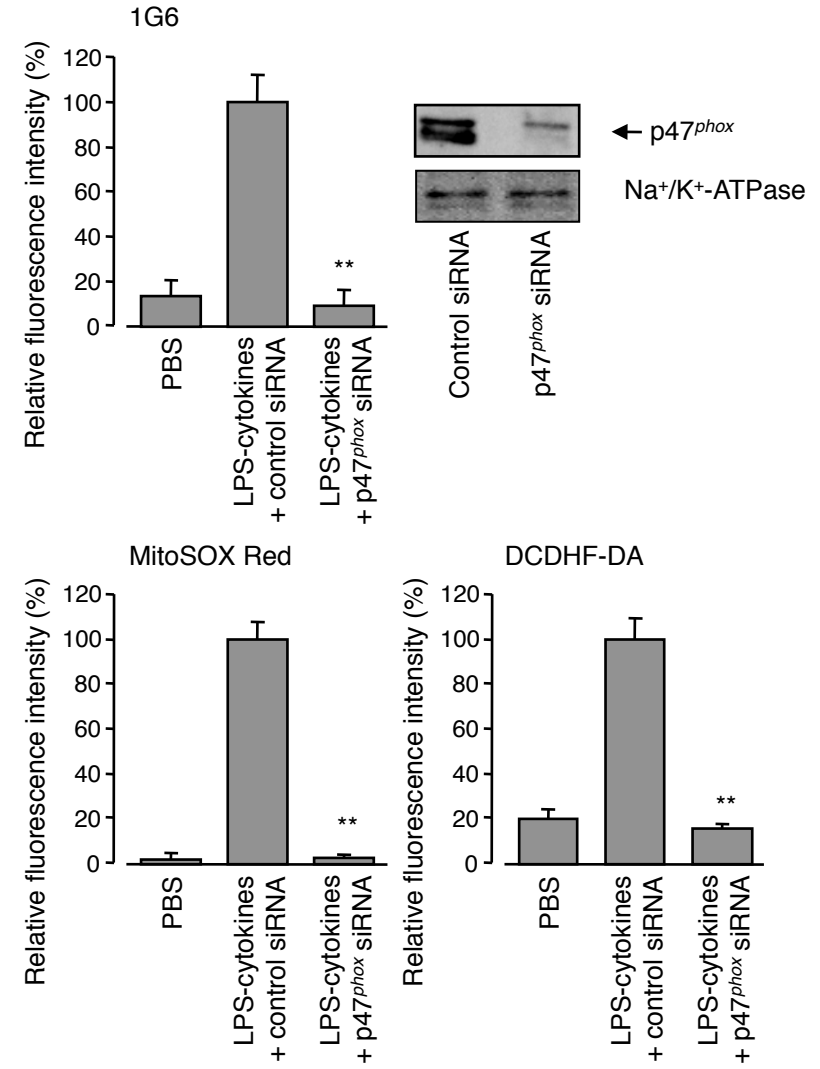 1G6
Relative fluorescence intensity (%)
120
100
80
60
40
20
0
**
PBS
LPS-cytokines
+ control siRNA
LPS-cytokines
+ p47phox siRNA
p47phox
Na+/K+-ATPase
Control siRNA
p47phox siRNA
MitoSOX Red
Relative fluorescence intensity (%)
120
100
80
60
40
20
0
**
PBS
LPS-cytokines
+ control siRNA
LPS-cytokines
+ p47phox siRNA
DCDHF-DA
Relative fluorescence intensity (%)
120
100
80
60
40
20
0
**
PBS
LPS-cytokines
+ control siRNA
LPS-cytokines
+ p47phox siRNA